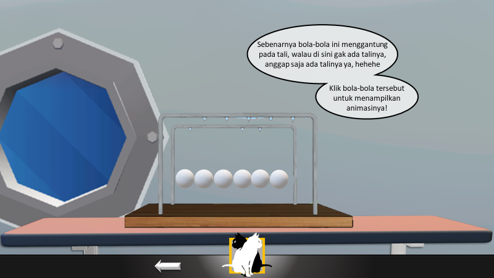 Sebenarnya bola-bola ini menggantung
pada tali, walau di sini gak ada talinya,
anggap saja ada talinya ya, hehehe
Klik bola-bola tersebut
untuk menampilkan
animasinya!